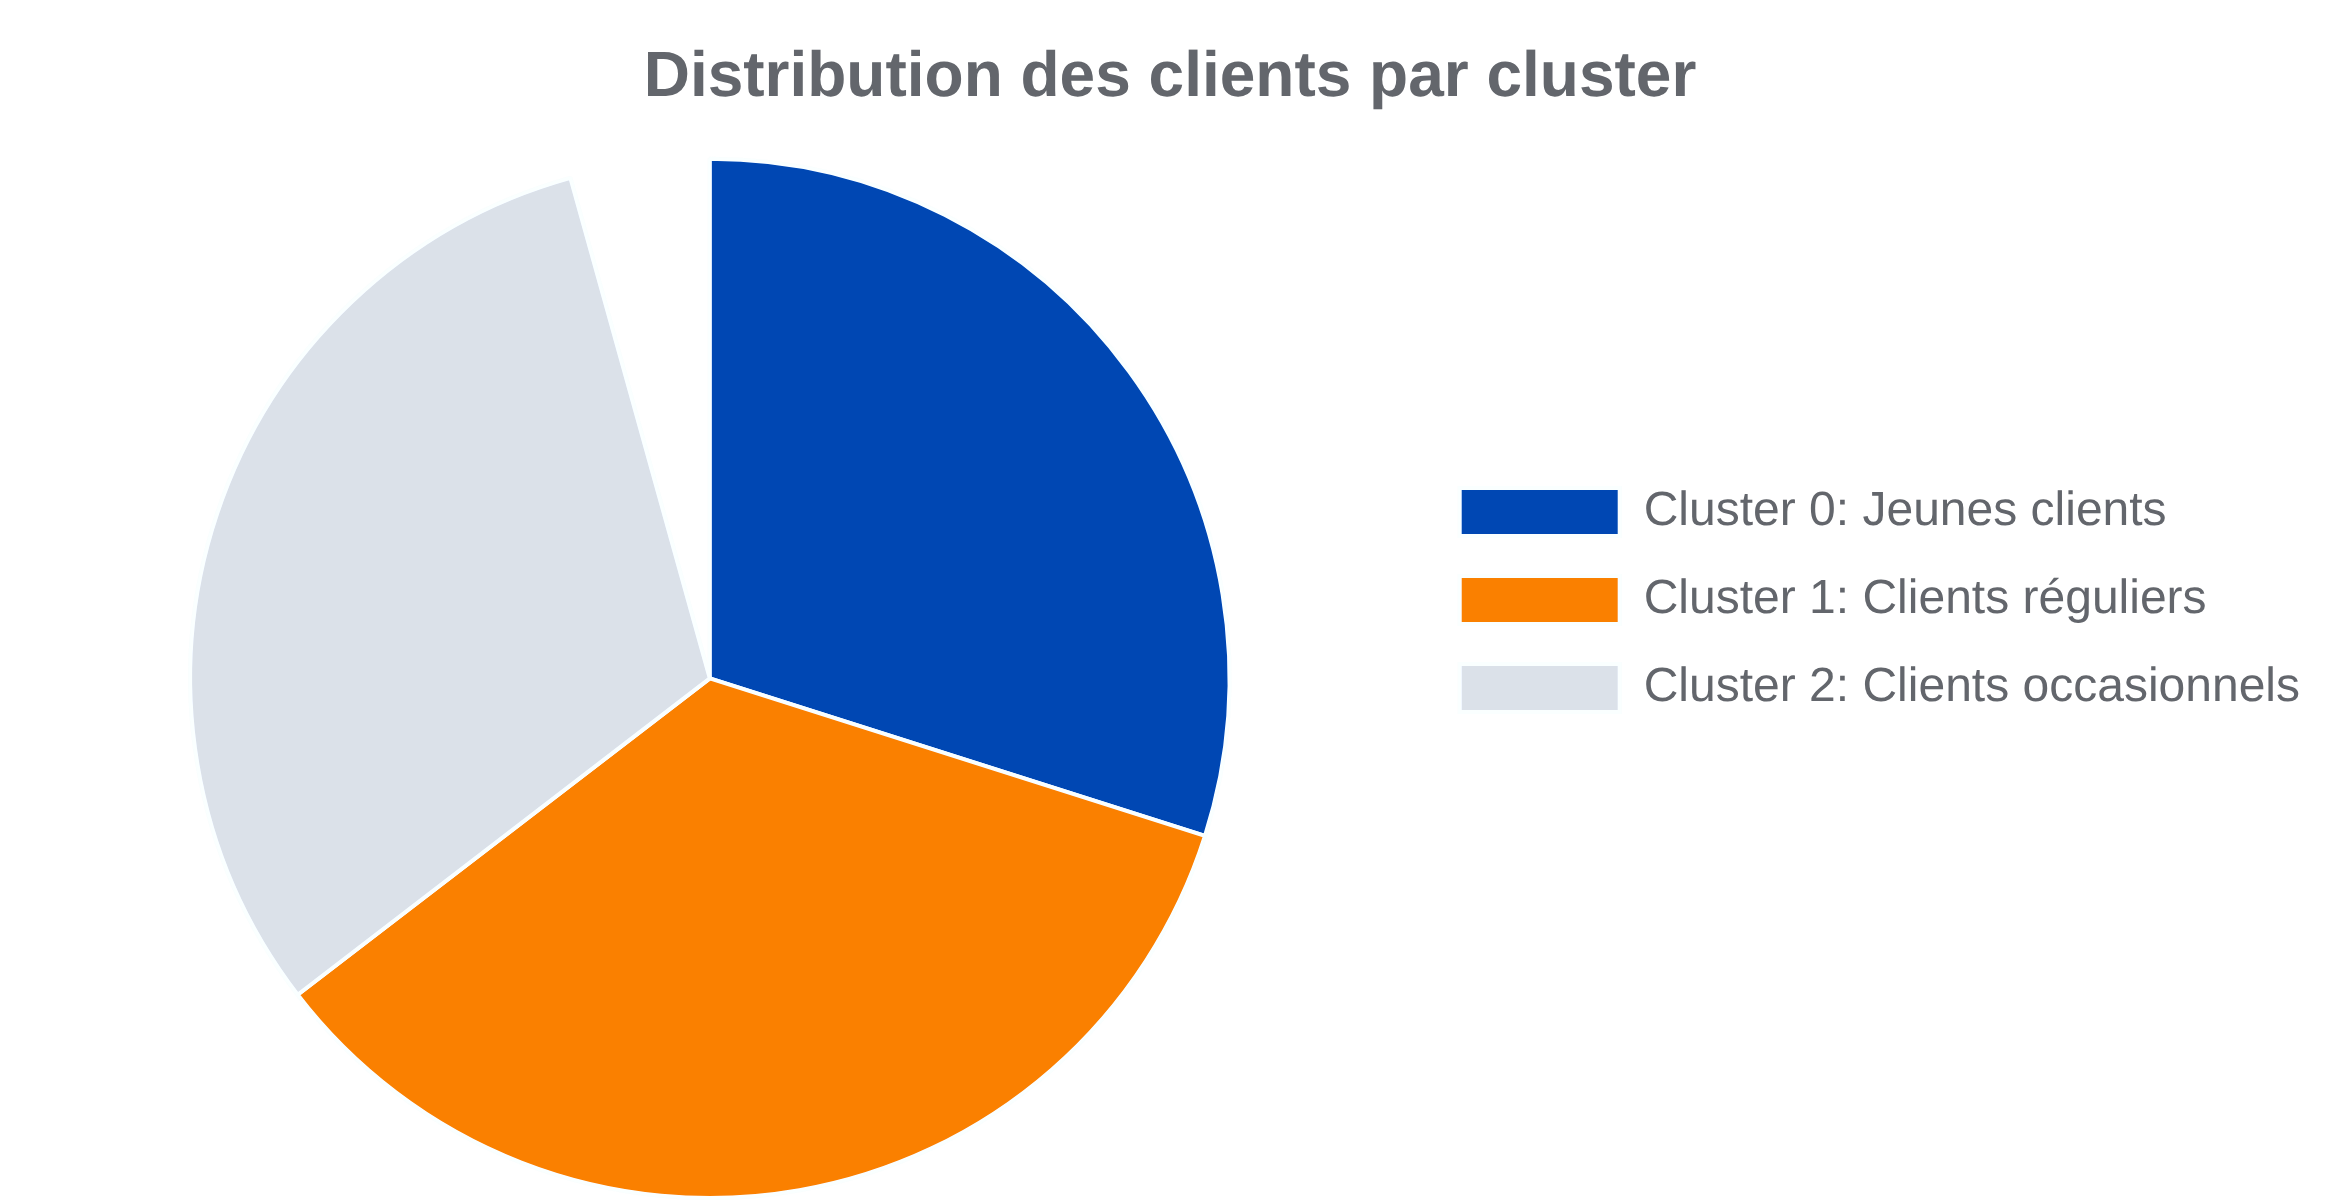 Distribution des clients par cluster
Cluster 0: Jeunes clients
Cluster 1: Clients réguliers
Cluster 2: Clients occasionnels